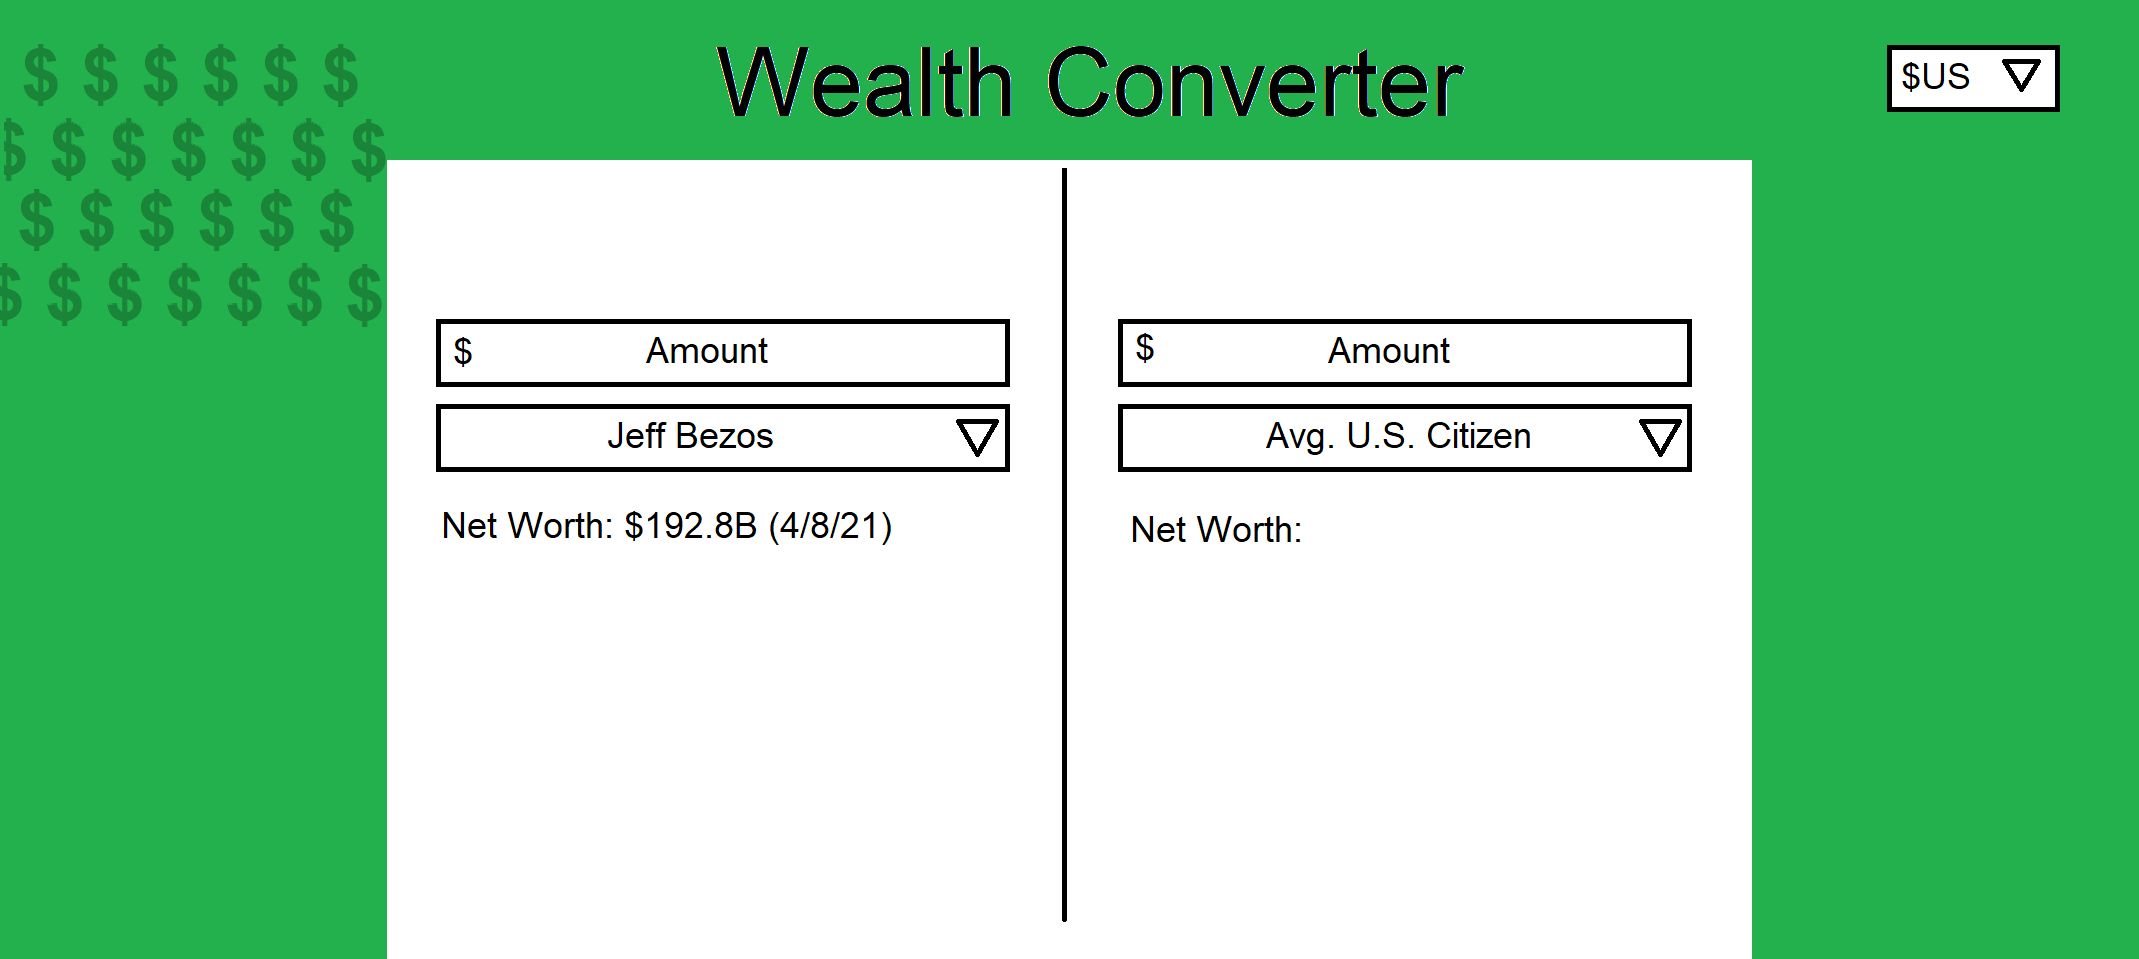 Wealth Converter
$US
$ $ $ $ $ $
$ $ $ $ $ $ $
$ $ $ $ $ $
$ $ $ $ $ $ $
$ Amount
Jeff Bezos
Net Worth: $192.8B (4/8/21)
$ Amount
Avg. U.S. Citizen
Net Worth: